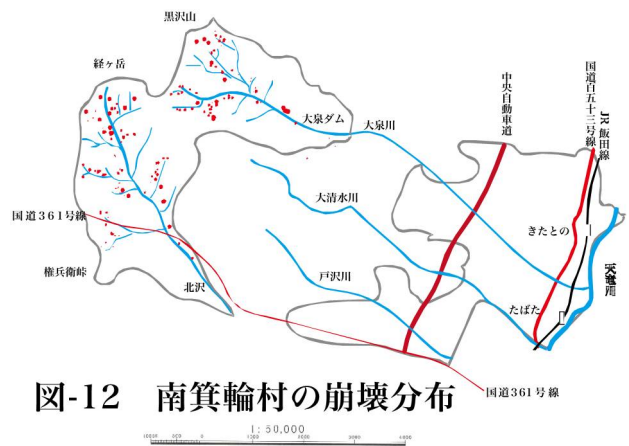 黒沢山
経ヶ岳
大泉ダム
大泉川
中央自動車道
国道百五十三号線
JR 飯田線
大清水川
国道361号線
きたとの
天竜川
権兵衛峠
北沢
戸沢川
たばた
国道361号線
図-12 南箕輪村の崩壊分布
1:50,000